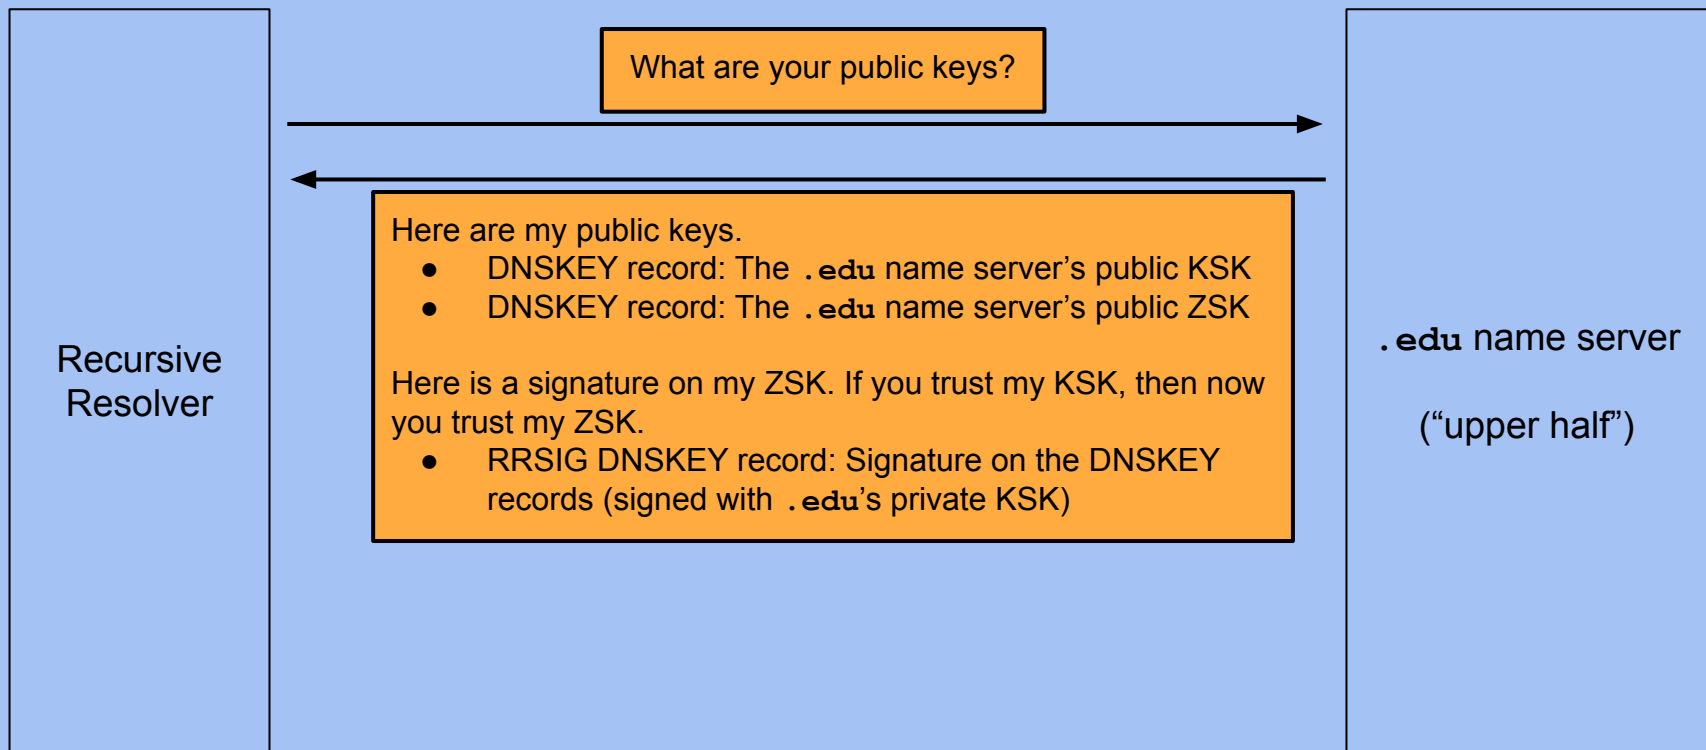 What are your public keys?
Here are my public keys.
● DNSKEY record: The .edu name server’s public KSK
● DNSKEY record: The .edu name server’s public ZSK
Here is a signature on my ZSK. If you trust my KSK, then now
you trust my ZSK.
● RRSIG DNSKEY record: Signature on the DNSKEY
records (signed with .edu’s private KSK)
Recursive
Resolver
.edu name server
(“upper half”)